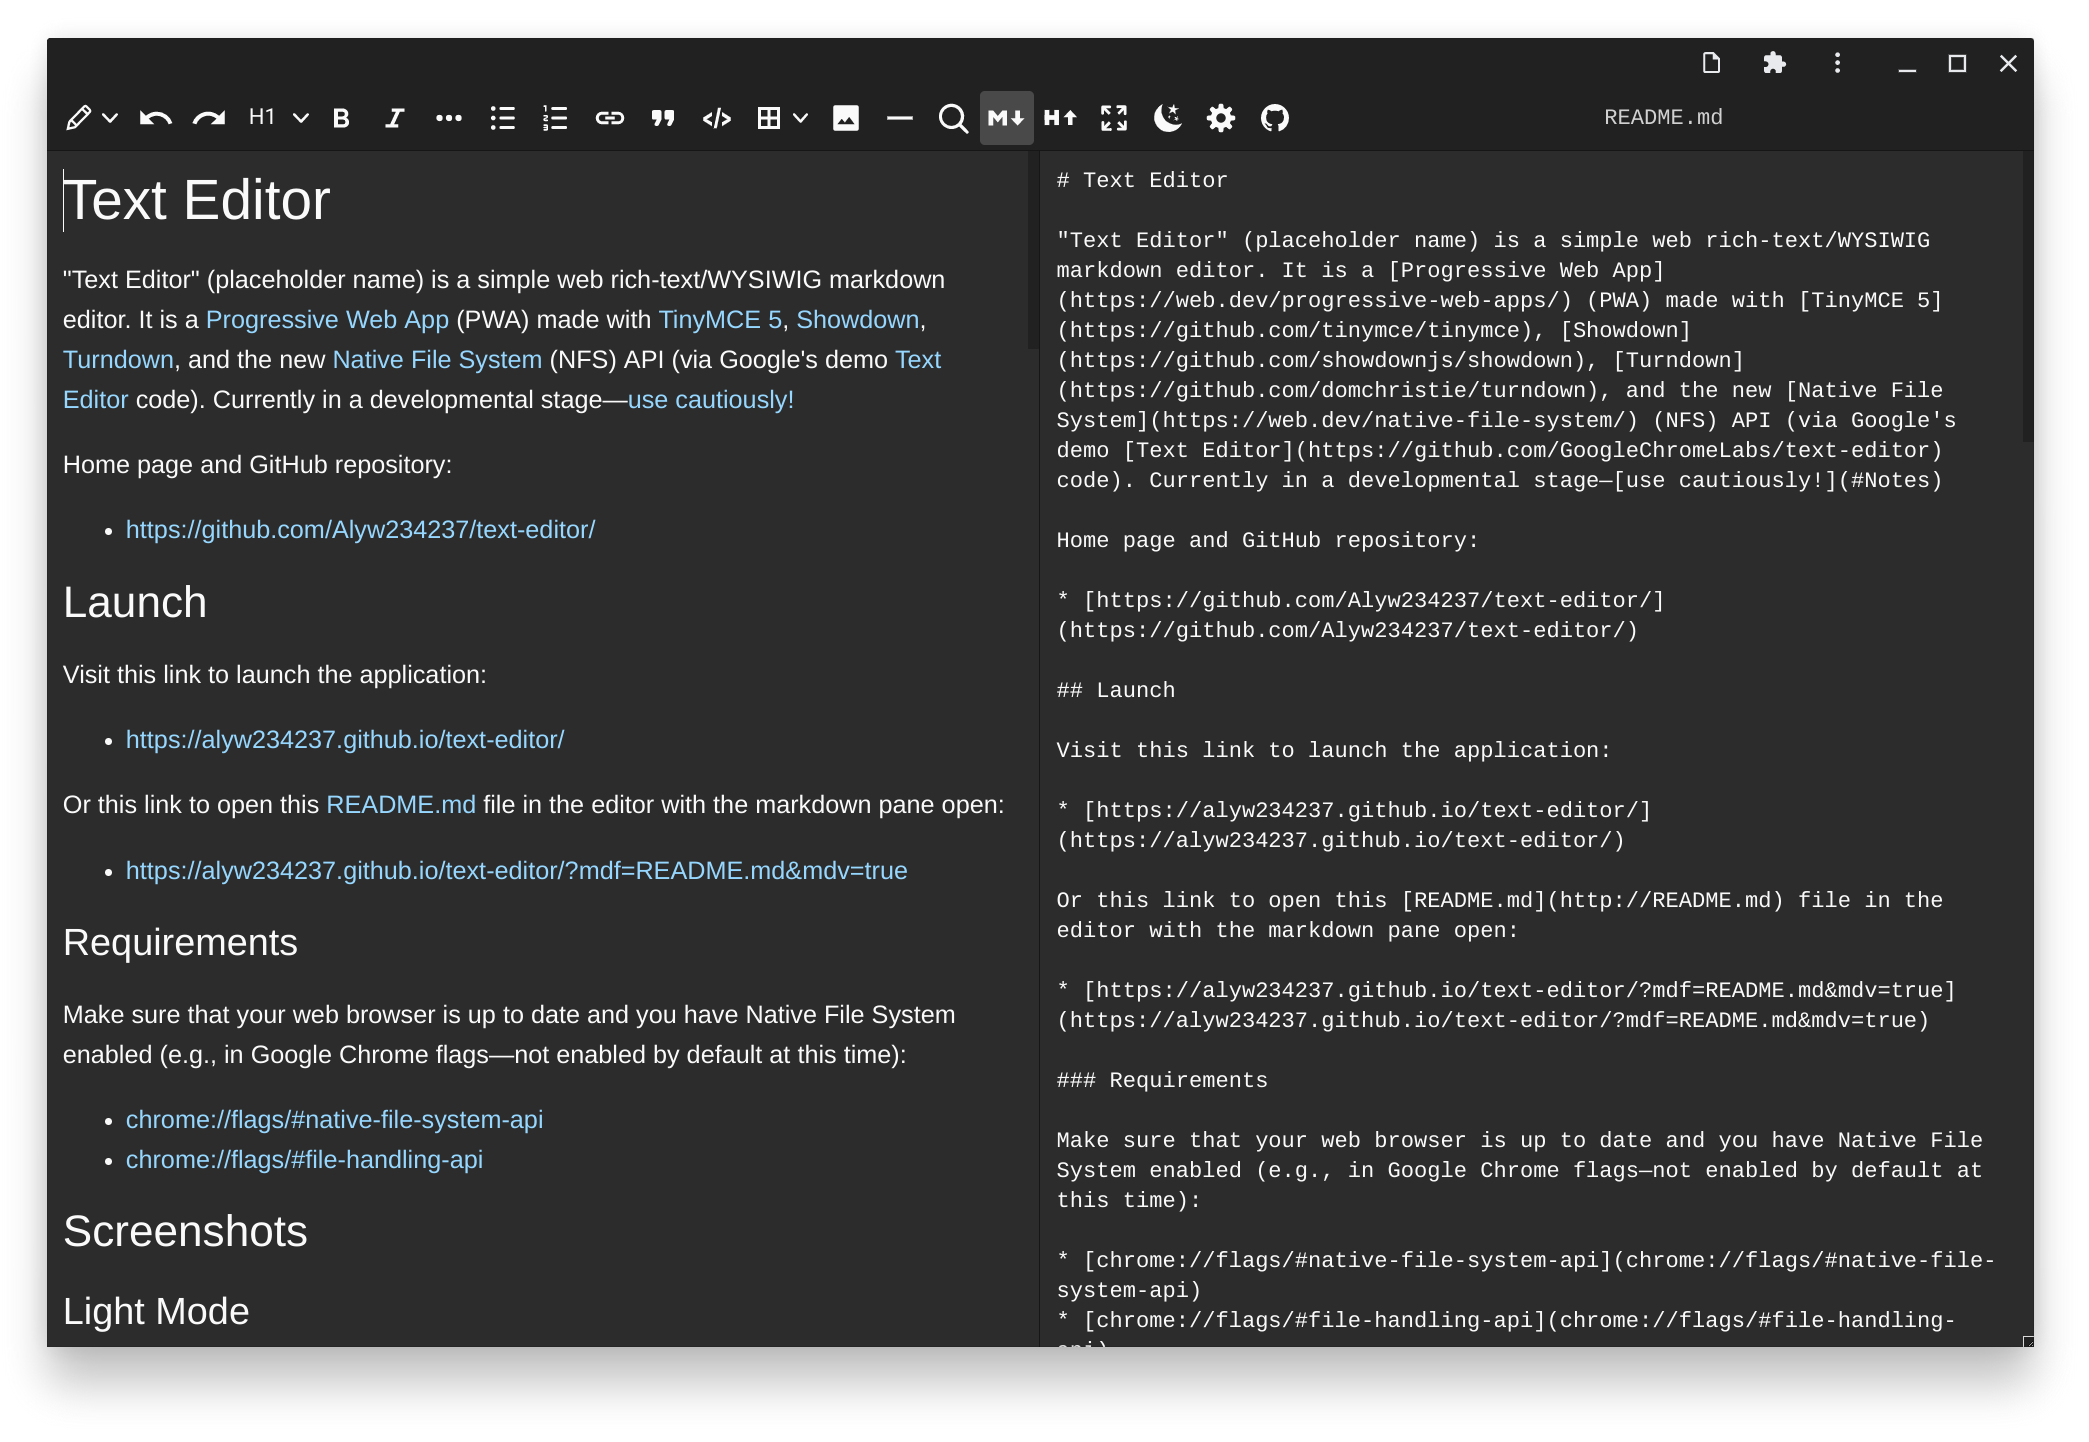 H1 B I M H README.md
Text Editor
"Text Editor" (placeholder name) is a simple web rich-text/WYSIWIG markdown
editor. It is a Progressive Web App (PWA) made with TinyMCE 5, Showdown,
Turndown, and the new Native File System (NFS) API (via Google's demo Text
Editor code). Currently in a developmental stage—use cautiously!
Home page and GitHub repository:
• https://github.com/Alyw234237/text-editor/
Launch
Visit this link to launch the application:
• https://alyw234237.github.io/text-editor/
Or this link to open this README.md file in the editor with the markdown pane open:
• https://alyw234237.github.io/text-editor/?mdf=README.md&mdv=true
Requirements
Make sure that your web browser is up to date and you have Native File System
enabled (e.g., in Google Chrome flags—not enabled by default at this time):
• chrome://flags/#native-file-system-api
• chrome://flags/#file-handling-api
Screenshots
Light Mode
# Text Editor
"Text Editor" (placeholder name) is a simple web rich-text/WYSIWIG
markdown editor. It is a [Progressive Web App]
(https://web.dev/progressive-web-apps/) (PWA) made with [TinyMCE 5]
(https://github.com/tinymce/tinymce), [Showdown]
(https://github.com/showdownjs/showdown), [Turndown]
(https://github.com/domchristie/turndown), and the new [Native File
System](https://web.dev/native-file-system/) (NFS) API (via Google's
demo [Text Editor](https://github.com/GoogleChromeLabs/text-editor)
code). Currently in a developmental stage—[use cautiously!](#Notes)
Home page and GitHub repository:
* [https://github.com/Alyw234237/text-editor/]
(https://github.com/Alyw234237/text-editor/)
## Launch
Visit this link to launch the application:
* [https://alyw234237.github.io/text-editor/]
(https://alyw234237.github.io/text-editor/)
Or this link to open this [README.md](http://README.md) file in the
editor with the markdown pane open:
* [https://alyw234237.github.io/text-editor/?mdf=README.md&mdv=true]
(https://alyw234237.github.io/text-editor/?mdf=README.md&mdv=true)
### Requirements
Make sure that your web browser is up to date and you have Native File
System enabled (e.g., in Google Chrome flags—not enabled by default at
this time):
* [chrome://flags/#native-file-system-api](chrome://flags/#native-file-
system-api)
* [chrome://flags/#file-handling-api](chrome://flags/#file-handling-